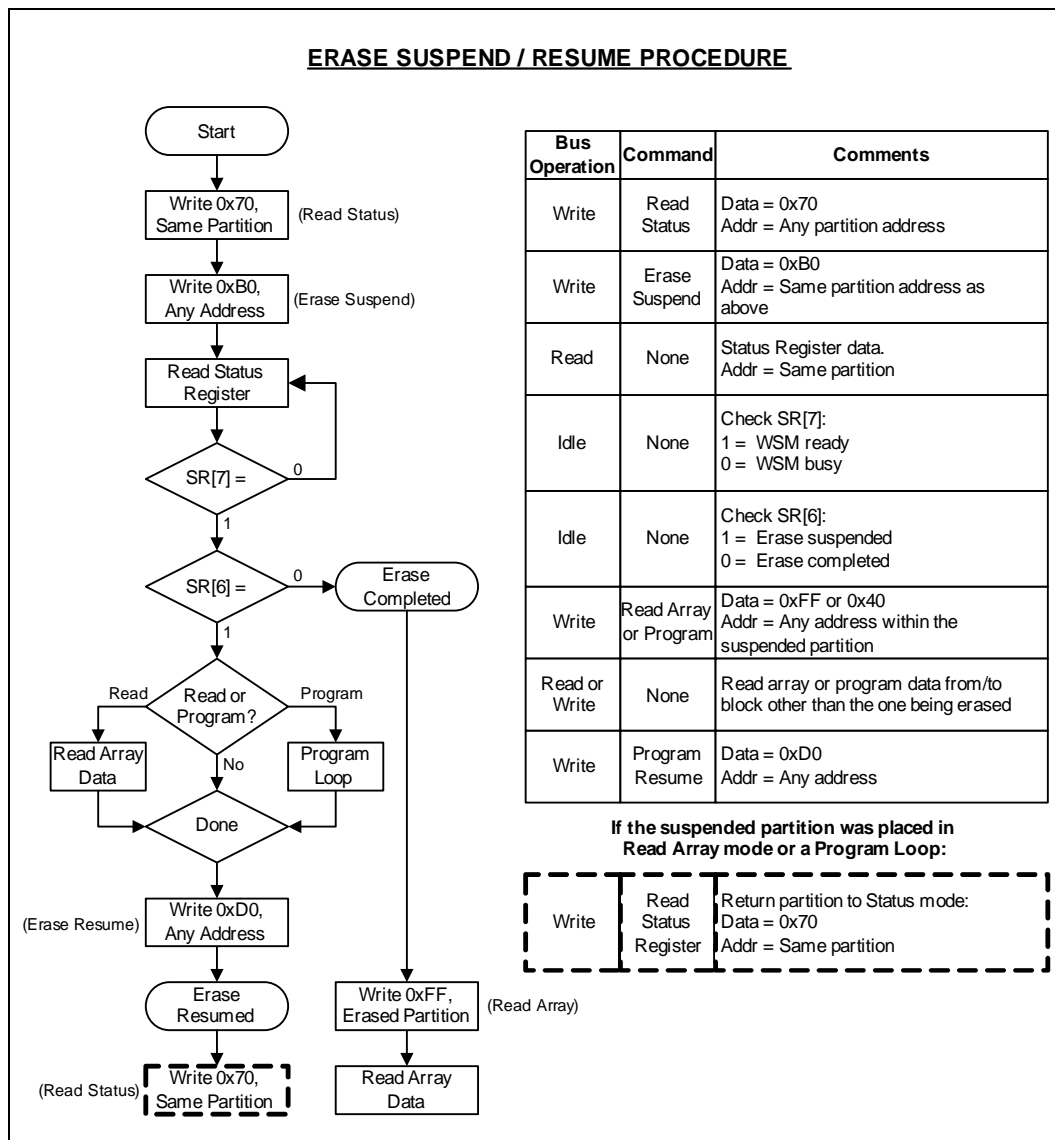 ERASE SUSPEND / RESUME PROCEDURE
Start
Write 0x70,
Same Partition
(Read Status)
Write 0xB0,
Any Address
(Erase Suspend)
Read Status
Register
SR[7] =
0
1
SR[6] =
0
Erase
Completed
1
Read
Read or
Program?
Program
Read Array
Data
No
Program
Loop
Done
(Erase Resume)
Write 0xD0,
Any Address
Erase
Resumed
(Read Status)
Write 0x70,
Same Partition
Write 0xFF,
Erased Partition
(Read Array)
Read Array
Data
Bus
Operation
Command
Comments
Write
Read
Status
Data = 0x70
Addr = Any partition address
Write
Erase
Suspend
Data = 0xB0
Addr = Same partition address as
above
Read
None
Status Register data.
Addr = Same partition
Idle
None
Check SR[7]:
1 = WSM ready
0 = WSM busy
Idle
None
Check SR[6]:
1 = Erase suspended
0 = Erase completed
Write
Read Array
or Program
Data = 0xFF or 0x40
Addr = Any address within the
suspended partition
Read or
Write
None
Read array or program data from/to
block other than the one being erased
Write
Program
Resume
Data = 0xD0
Addr = Any address
If the suspended partition was placed in
Read Array mode or a Program Loop:
Write
Read
Status
Register
Return partition to Status mode:
Data = 0x70
Addr = Same partition